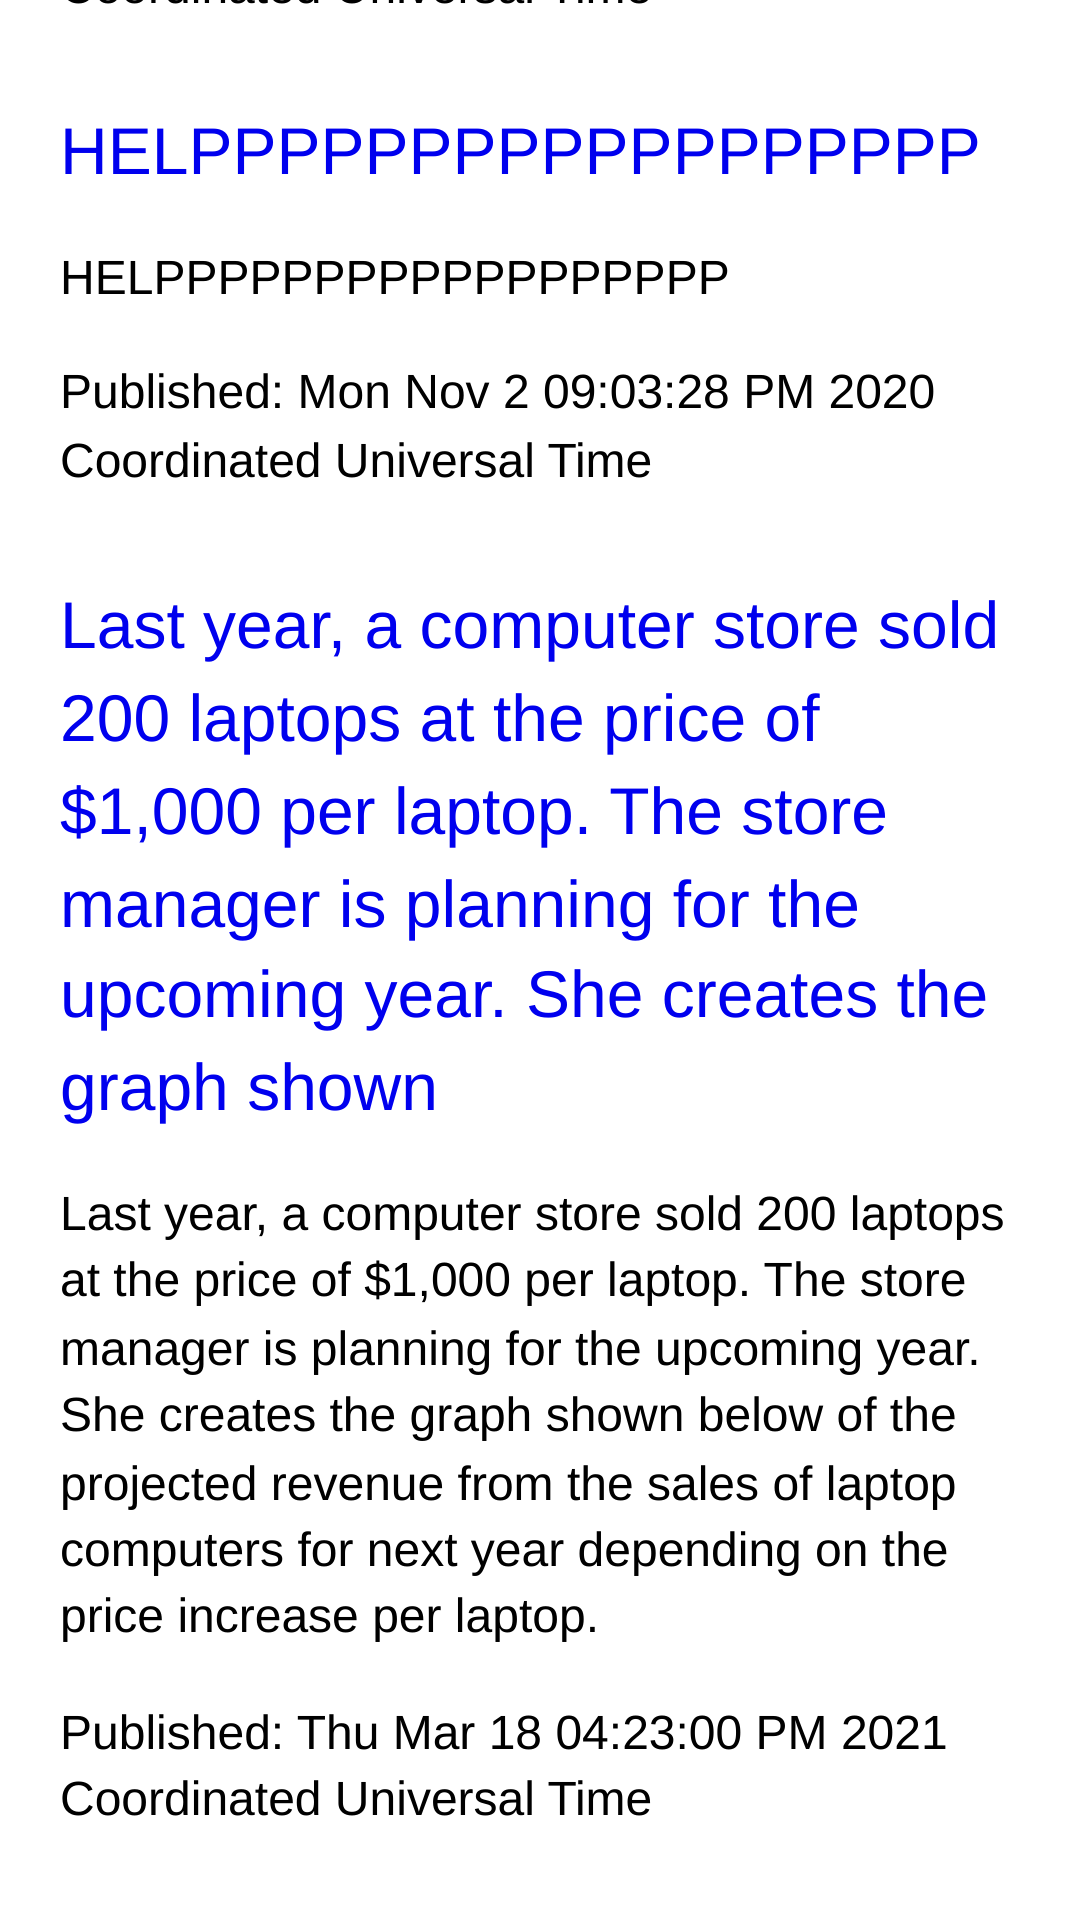 Coordinated Universal Time
HELPPPPPPPPPPPPPPPPPP
HELPPPPPPPPPPPPPPPPPP
Published: Mon Nov 2 09:03:28 PM 2020
Coordinated Universal Time
Last year, a computer store sold
200 laptops at the price of
$1,000 per laptop. The store
manager is planning for the
upcoming year. She creates the
graph shown
Last year, a computer store sold 200 laptops
at the price of $1,000 per laptop. The store
manager is planning for the upcoming year.
She creates the graph shown below of the
projected revenue from the sales of laptop
computers for next year depending on the
price increase per laptop.
Published: Thu Mar 18 04:23:00 PM 2021
Coordinated Universal Time